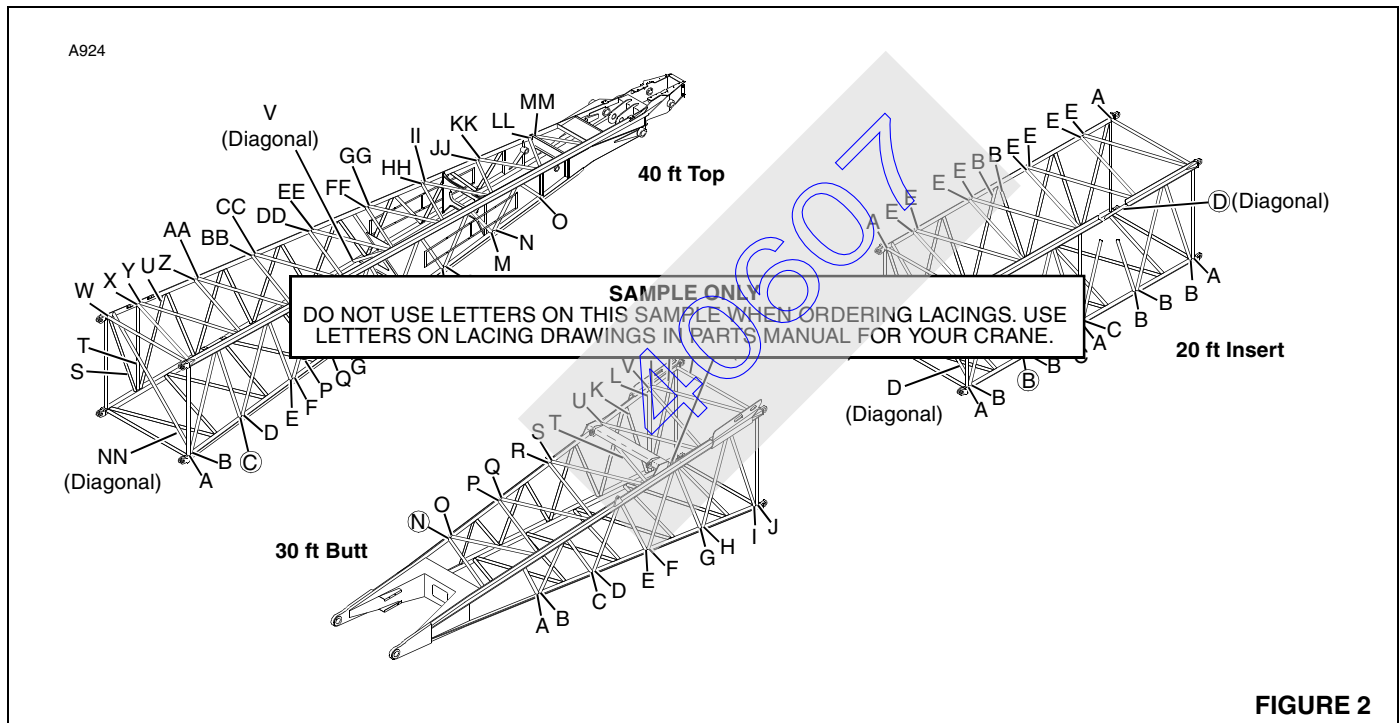 A924
V
(Diagonal)
W
X
Y
U
Z
AA
BB
CC
DD
EE
FF
GG
HH
II
JJ
KK
LL
MM
40 ft Top
O
N
M
T
S
NN
(Diagonal)
A
B
C
D
E
F
P
Q
G
SAMPLE ONLY
DO NOT USE LETTERS ON THIS SAMPLE WHEN ORDERING LACINGS. USE
LETTERS ON LACING DRAWINGS IN PARTS MANUAL FOR YOUR CRANE.
40607
A
E
E
E
E
B
B
E
E
E
E
A
D (Diagonal)
A
B
B
B
C
A
B
B
B
A
D
(Diagonal)
20 ft Insert
V
L
K
U
T
S
R
Q
P
O
N
30 ft Butt
A
B
C
D
E
F
G
H
I
J
FIGURE 2